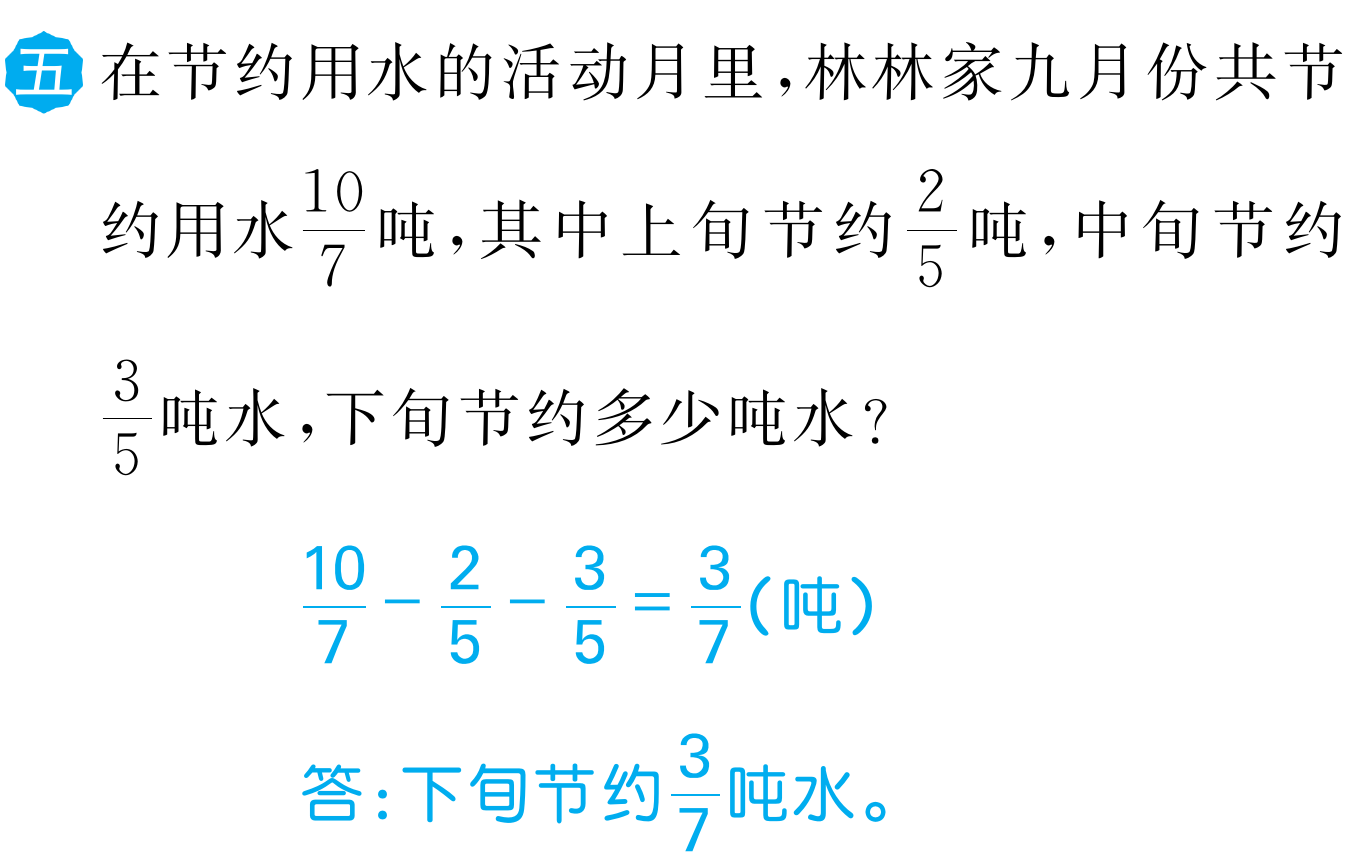 五 在节约用水的活动月里,林林家九月份共节
约用水10/7吨,其中上旬节约2/5吨,中旬节约
3/5吨水,下旬节约多少吨水?
10/7 - 2/5 - 3/5 = 3/7(吨)
答:下旬节约3/7吨水。